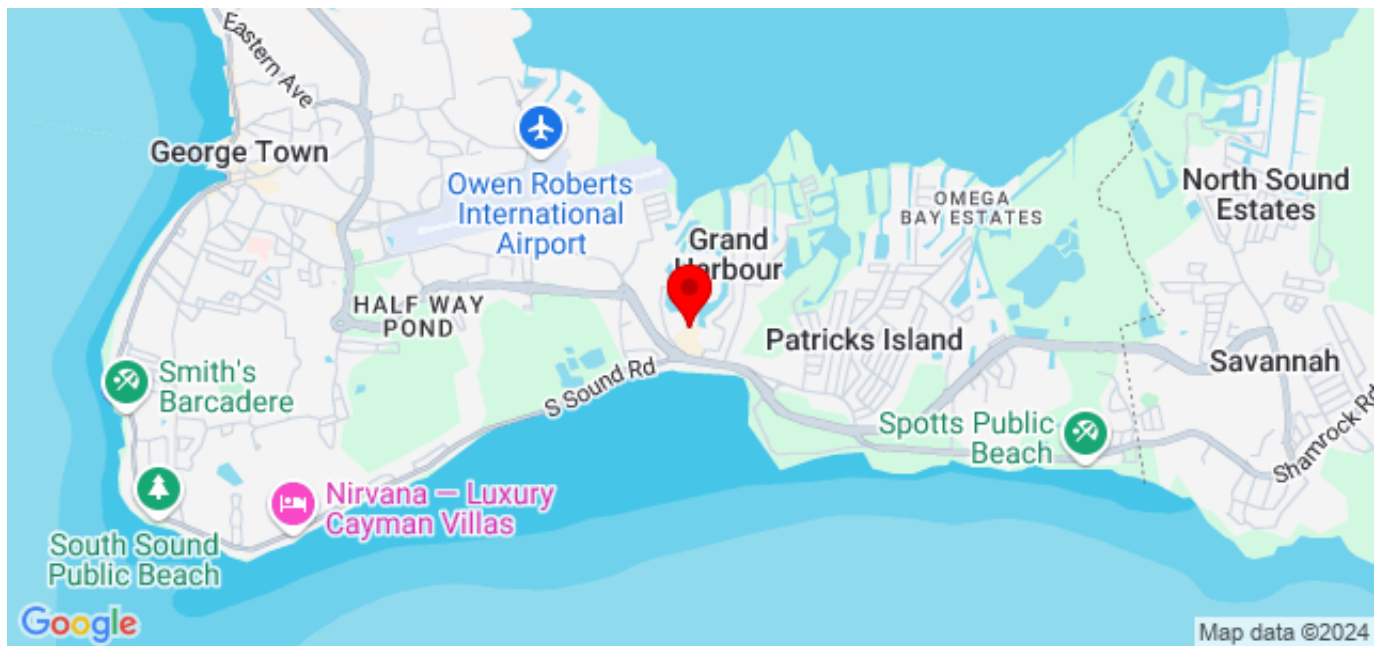 Eastern Ave
George Town
Owen Roberts
International
Airport
Grand
Harbour
OMEGA
BAY ESTATES
North Sound
Estates
HALF WAY
POND
Patricks Island
Savannah
Smith's
Barcadere
S Sound Rd
Spotts Public
Beach
Shamrock Rd
Nirvana — Luxury
Cayman Villas
South Sound
Public Beach
Google
Map data ©2024